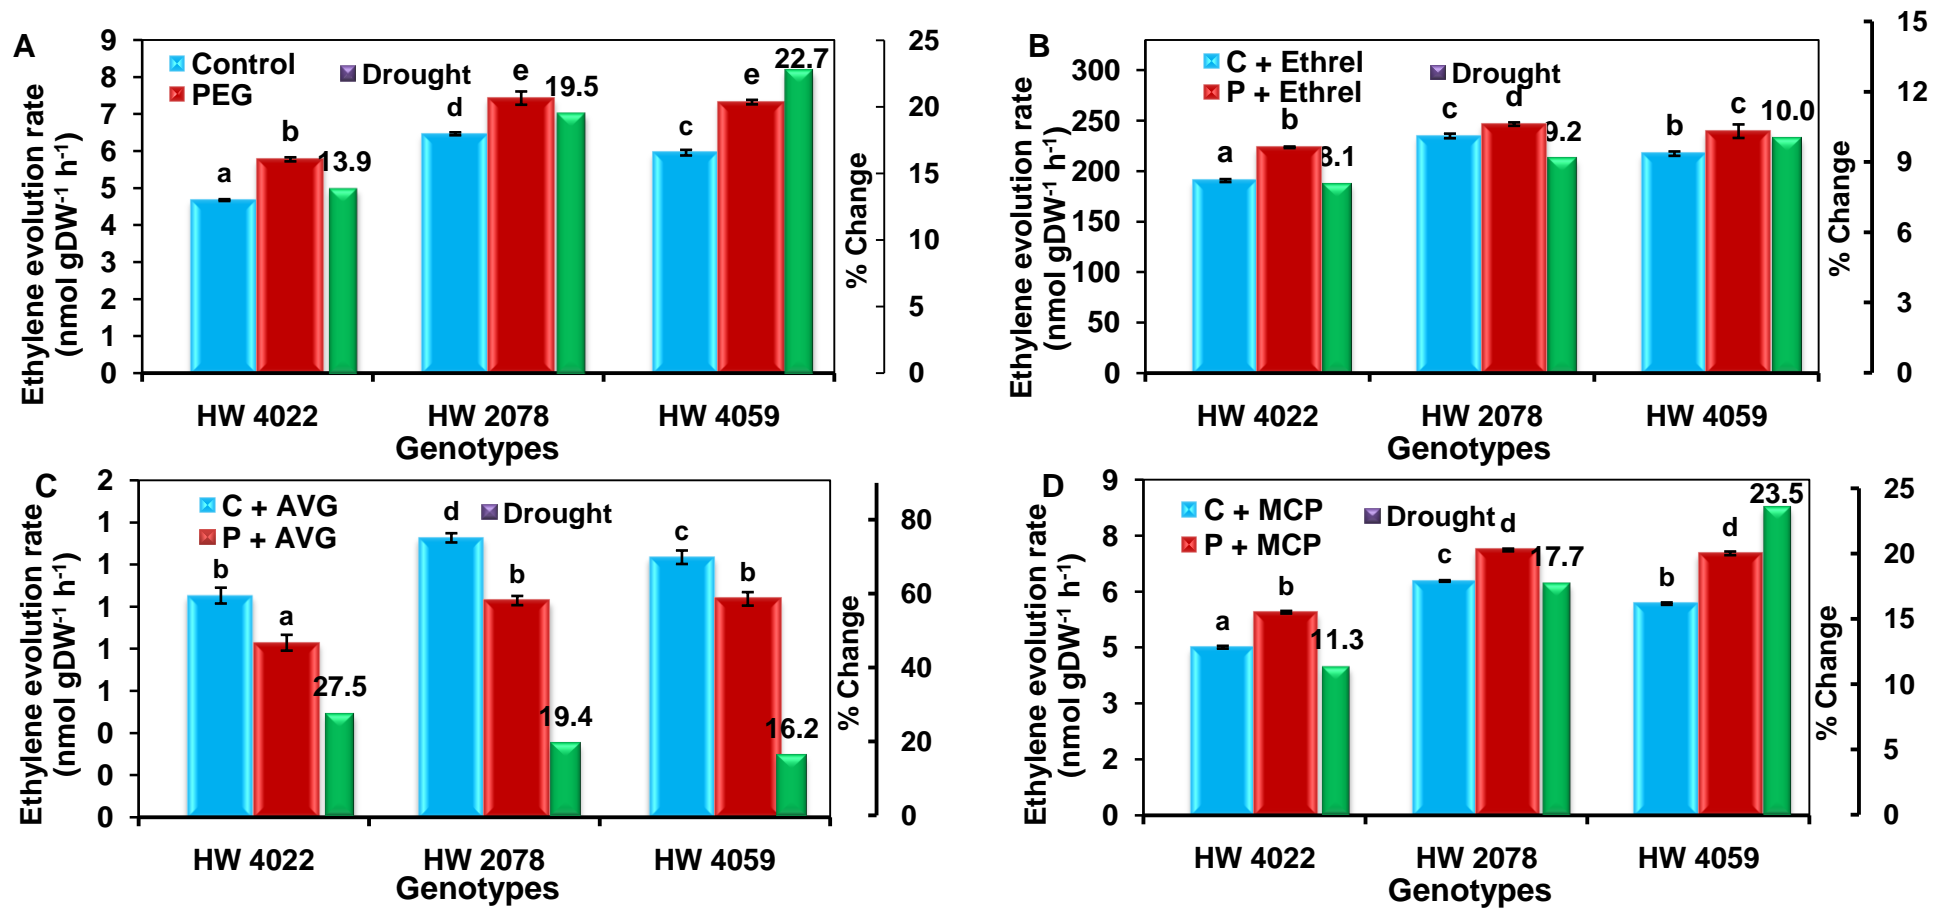 A
Control
PEG
Drought
9
8
7
6
5
4
3
2
1
0
Ethylene evolution rate
(nmol gDW-1 h-1)
a
b
13.9
d
e
19.5
c
e
22.7
25
20
15
10
5
0
% Change
HW 4022
HW 2078
HW 4059
Genotypes
B
C + Ethrel
P + Ethrel
Drought
300
250
200
150
100
50
0
Ethylene evolution rate
(nmol gDW-1 h-1)
a
b
8.1
c
d
9.2
b
c
10.0
15
12
9
6
3
0
% Change
HW 4022
HW 2078
HW 4059
Genotypes
C
C + AVG
P + AVG
Drought
2
1
1
1
1
1
0
0
0
Ethylene evolution rate
(nmol gDW-1 h-1)
b
a
27.5
d
b
19.4
c
b
16.2
80
60
40
20
0
% Change
HW 4022
HW 2078
HW 4059
Genotypes
D
C + MCP
P + MCP
Drought
9
8
6
5
3
2
0
Ethylene evolution rate
(nmol gDW-1 h-1)
a
b
11.3
c
d
17.7
b
d
23.5
25
20
15
10
5
0
% Change
HW 4022
HW 2078
HW 4059
Genotypes